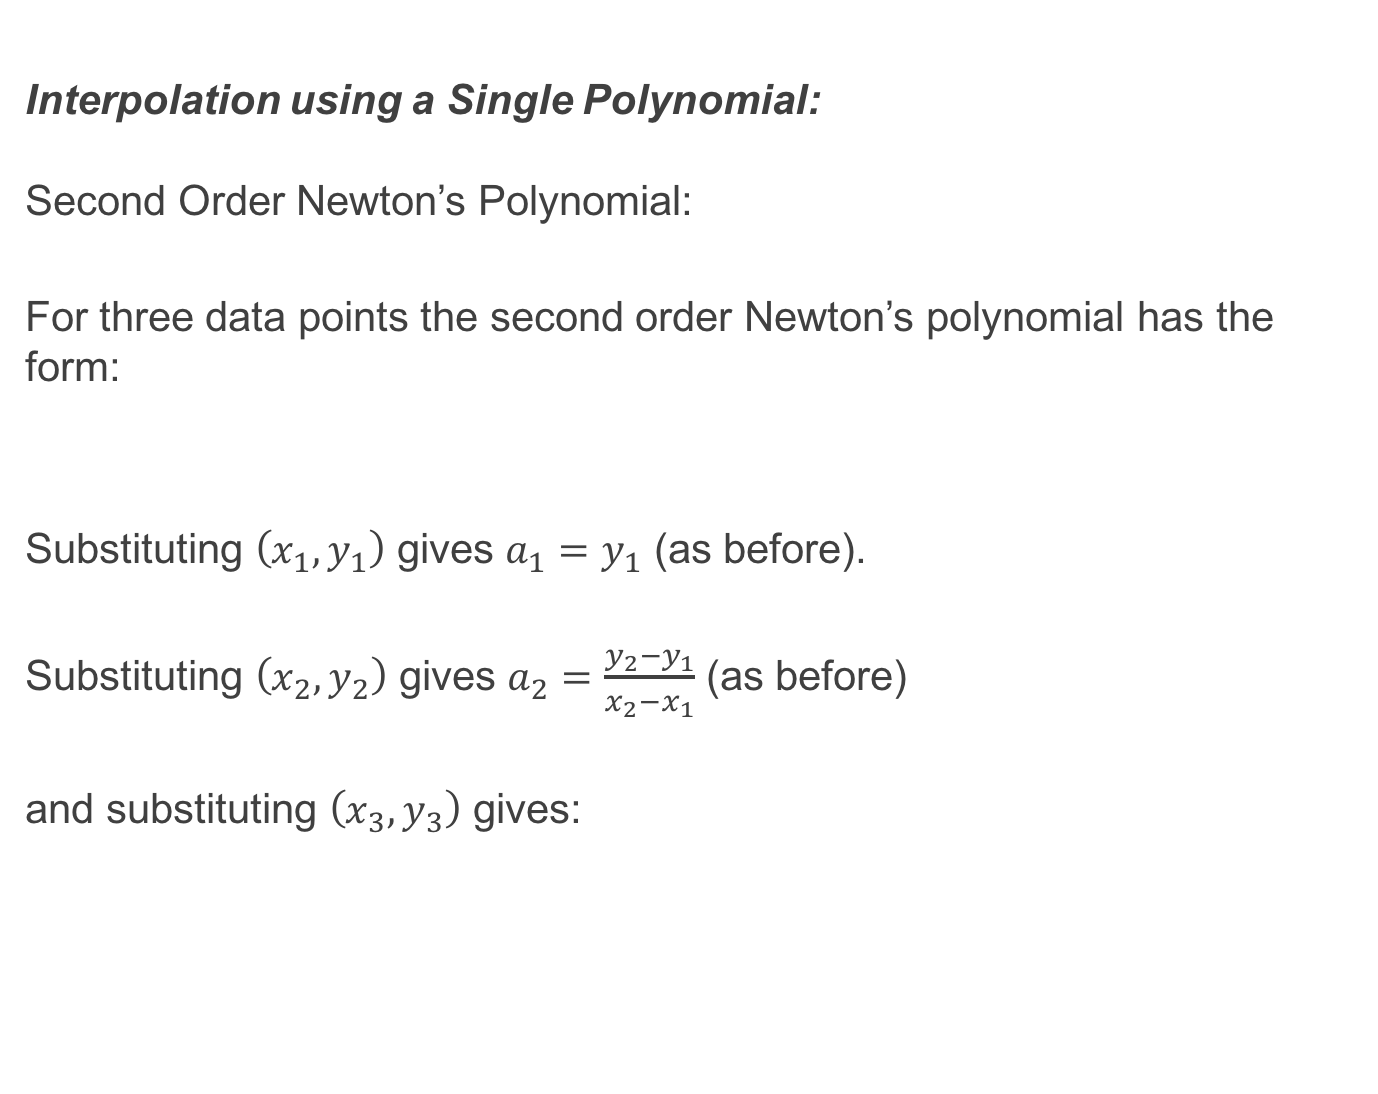 Interpolation using a Single Polynomial:
Second Order Newton’s Polynomial:
For three data points the second order Newton’s polynomial has the
form:
Substituting (x₁, y₁) gives a₁ = y₁ (as before).
Substituting (x₂, y₂) gives a₂ = y₂−y₁/x₂−x₁ (as before)
and substituting (x₃, y₃) gives: